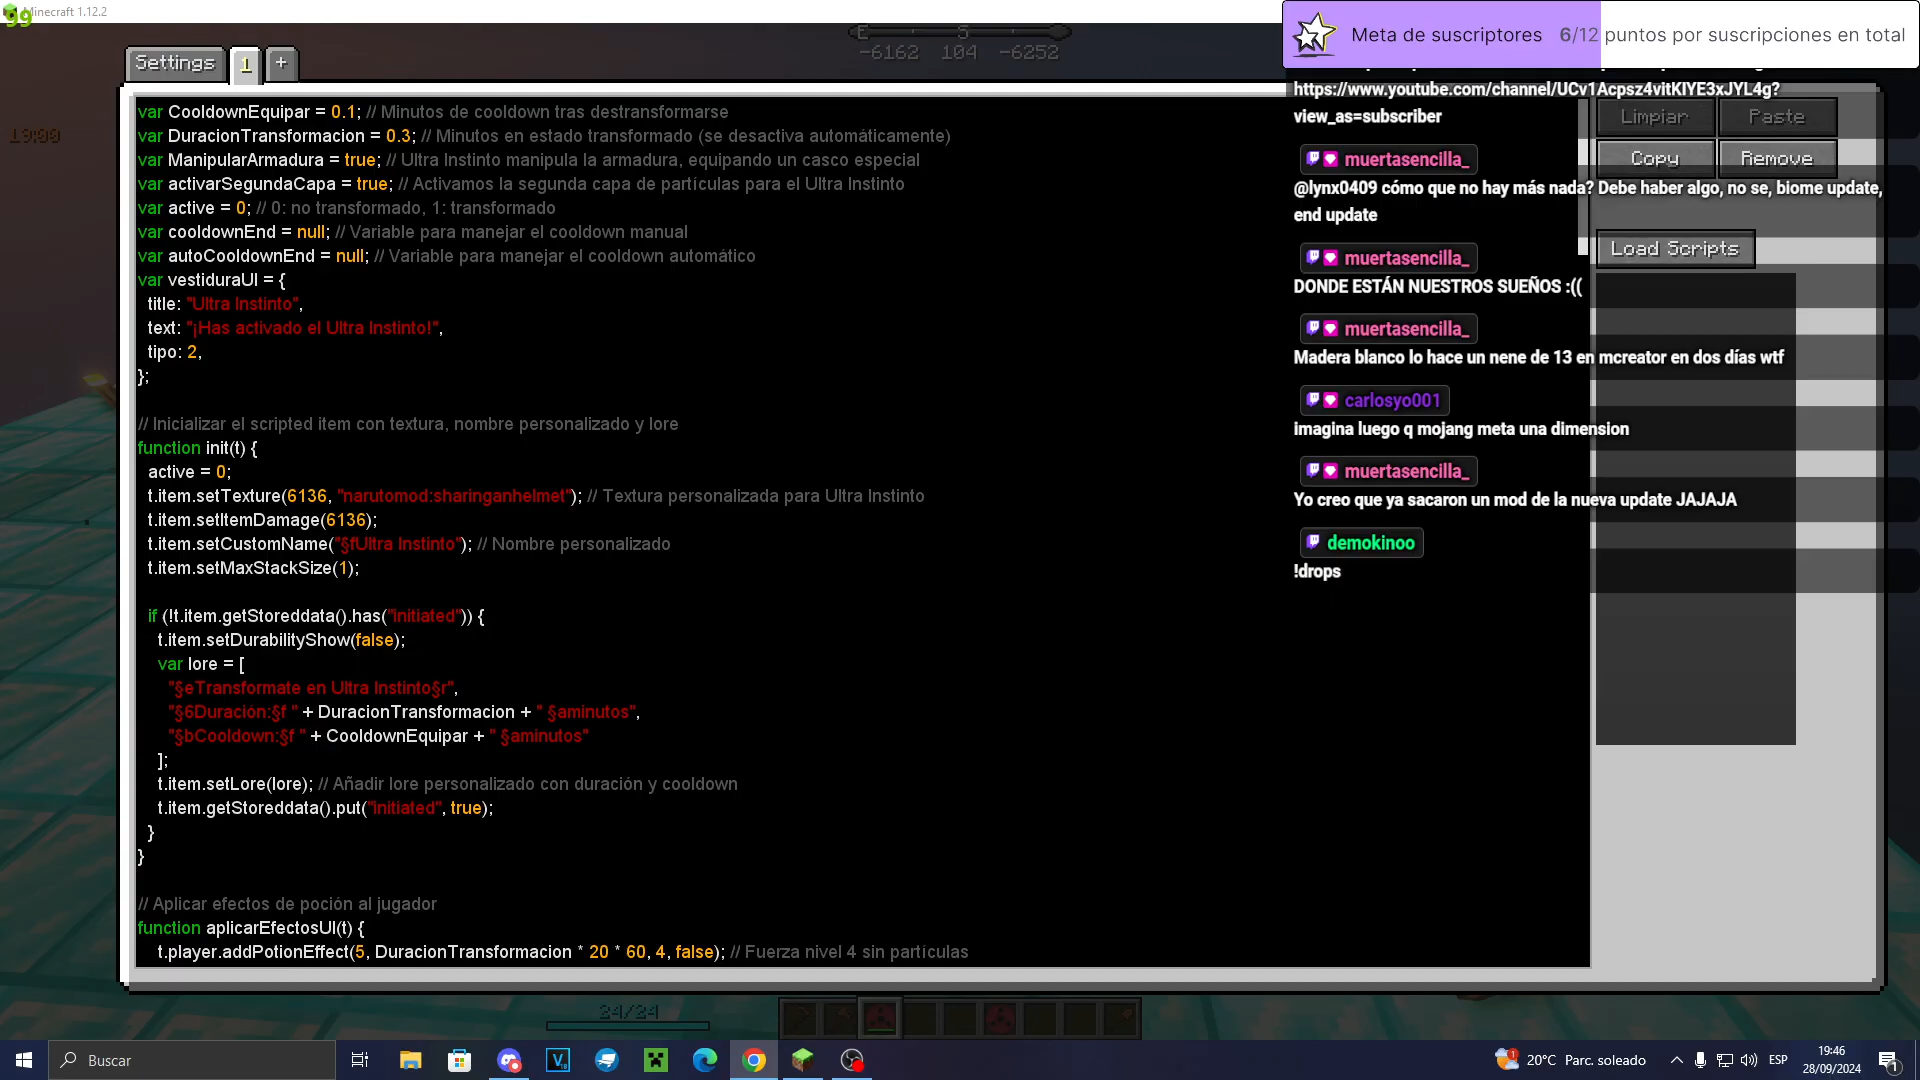 Minecraft 1.12.2
99
E S
-6162 104 -6252
Meta de suscriptores 6/12 puntos por suscripciones en total
Settings 1 +
19:00
var CooldownEquipar = 0.1; // Minutos de cooldown tras destransformarse
var DuracionTransformacion = 0.3; // Minutos en estado transformado (se desactiva automáticamente)
var ManipularArmadura = true; // Ultra Instinto manipula la armadura, equipando un casco especial
var activarSegundaCapa = true; // Activamos la segunda capa de partículas para el Ultra Instinto
var active = 0; // 0: no transformado, 1: transformado
var cooldownEnd = null; // Variable para manejar el cooldown manual
var autoCooldownEnd = null; // Variable para manejar el cooldown automático
var vestiduraUI = {
title: "Ultra Instinto",
text: "¡Has activado el Ultra Instinto!",
tipo: 2,
};
// Inicializar el scripted item con textura, nombre personalizado y lore
function init(t) {
active = 0;
t.item.setTexture(6136, "narutomod:sharinganhelmet"); // Textura personalizada para Ultra Instinto
t.item.setItemDamage(6136);
t.item.setCustomName("§fUltra Instinto"); // Nombre personalizado
t.item.setMaxStackSize(1);
if (!t.item.getStoreddata().has("initiated")) {
t.item.setDurabilityShow(false);
var lore = [
"§eTransformate en Ultra Instinto§r",
"§6Duración:§f " + DuracionTransformacion + " §aminutos",
"§bCooldown:§f " + CooldownEquipar + " §aminutos"
];
t.item.setLore(lore); // Añadir lore personalizado con duración y cooldown
t.item.getStoreddata().put("initiated", true);
}
}
// Aplicar efectos de poción al jugador
function aplicarEfectosUI(t) {
t.player.addPotionEffect(5, DuracionTransformacion * 20 * 60, 4, false); // Fuerza nivel 4 sin partículas
https://www.youtube.com/channel/UCv1Acpsz4vitKIYE3xJYL4g?
view_as=subscriber
muertasencilla_
@lynx0409 cómo que no hay más nada? Debe haber algo, no se, biome update,
end update
muertasencilla_
DONDE ESTÁN NUESTROS SUEÑOS :((
muertasencilla_
Madera blanco lo hace un nene de 13 en mcreator en dos días wtf
carlosyo001
imagina luego q mojang meta una dimension
muertasencilla_
Yo creo que ya sacaron un mod de la nueva update JAJAJA
demokinoo
!drops
Limpiar Paste
Copy Remove
Load Scripts
24/24
Buscar
20°C Parc. soleado
ESP
19:46
28/09/2024
1